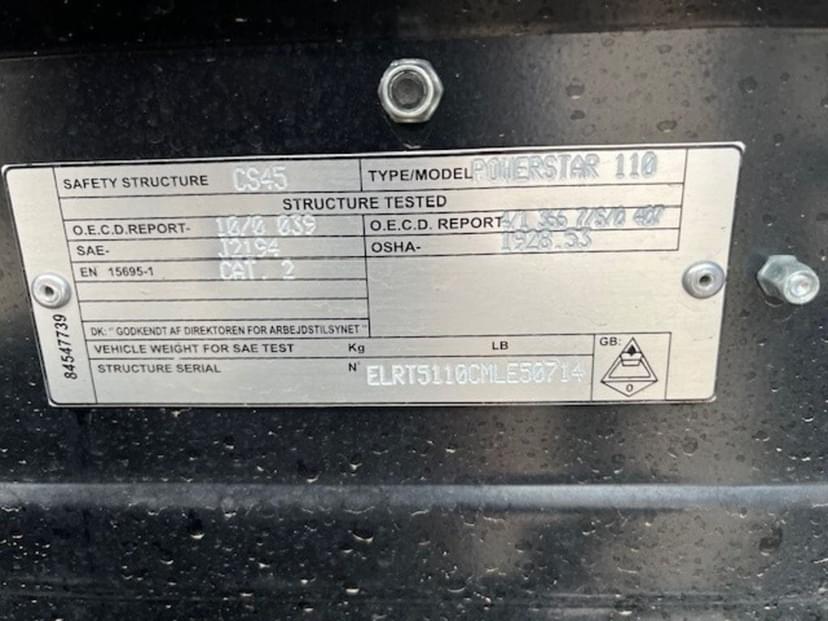 SAFETY STRUCTURE CS45 TYPE/MODEL POWERSTAR 110
STRUCTURE TESTED
O.E.C.D.REPORT- 10/0 039 O.E.C.D. REPORT 4/1 355 7/S/0 407
SAE- J2194 OSHA- 1928.53
EN 15695-1 CAT. 2
DK: "GODKENDT AF DIREKTOREN FOR ARBEJDSTILSYNET"
VEHICLE WEIGHT FOR SAE TEST Kg LB GB:
STRUCTURE SERIAL N° ELRT5110CMLE50714
0
84547739